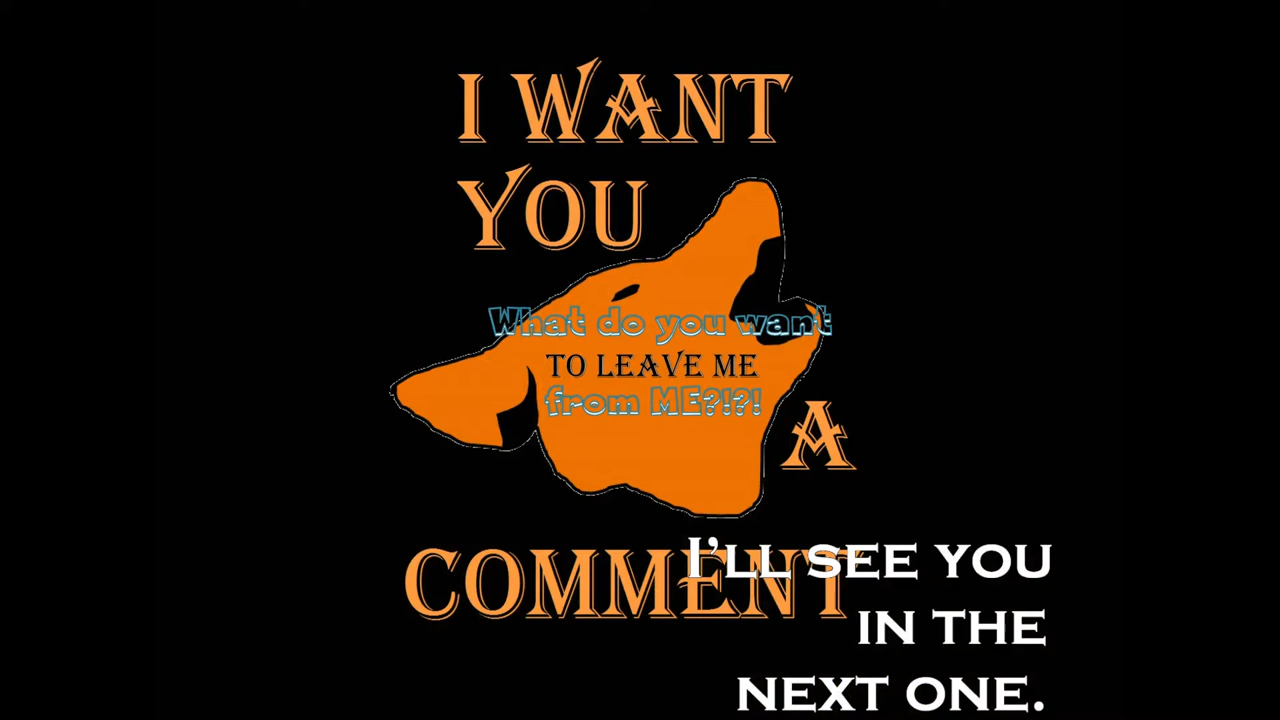 I WANT
YOU
What do you want
TO LEAVE ME
from ME?!?!
A
COMMENT
I'LL SEE YOU
IN THE
NEXT ONE.